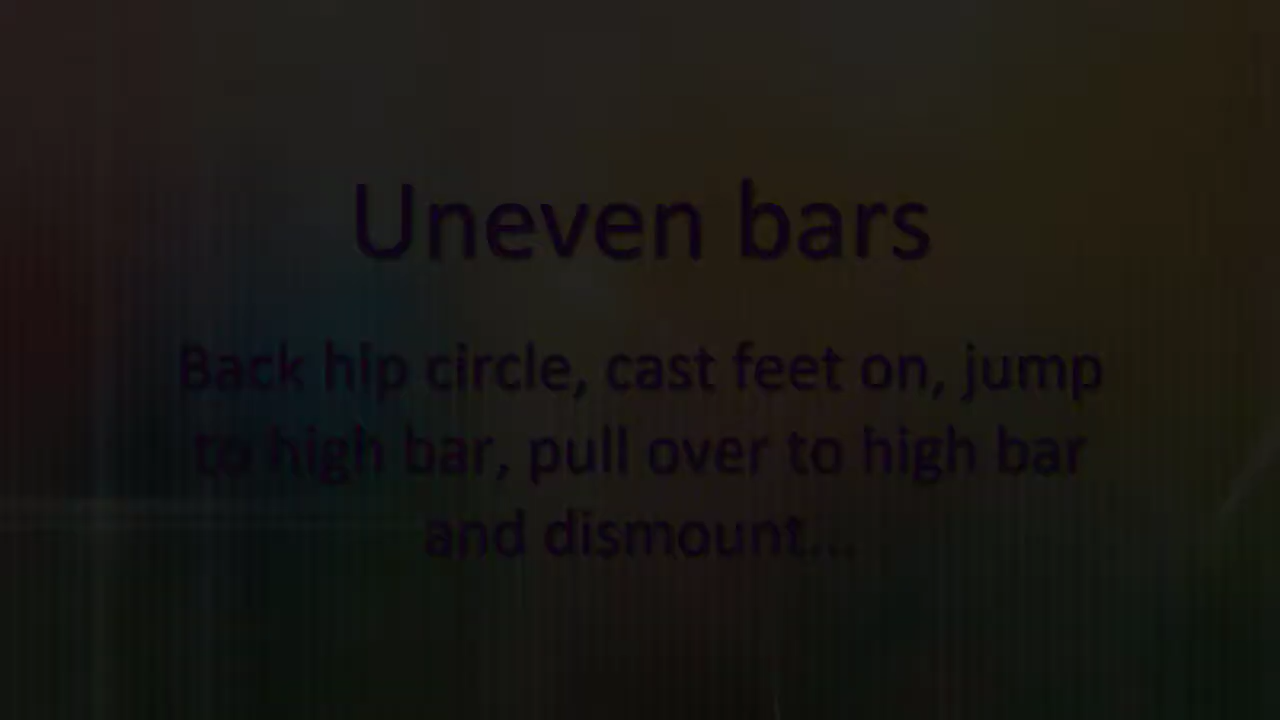 Uneven bars
Back hip circle, cast feet on, jump
to high bar, pull over to high bar
and dismount...